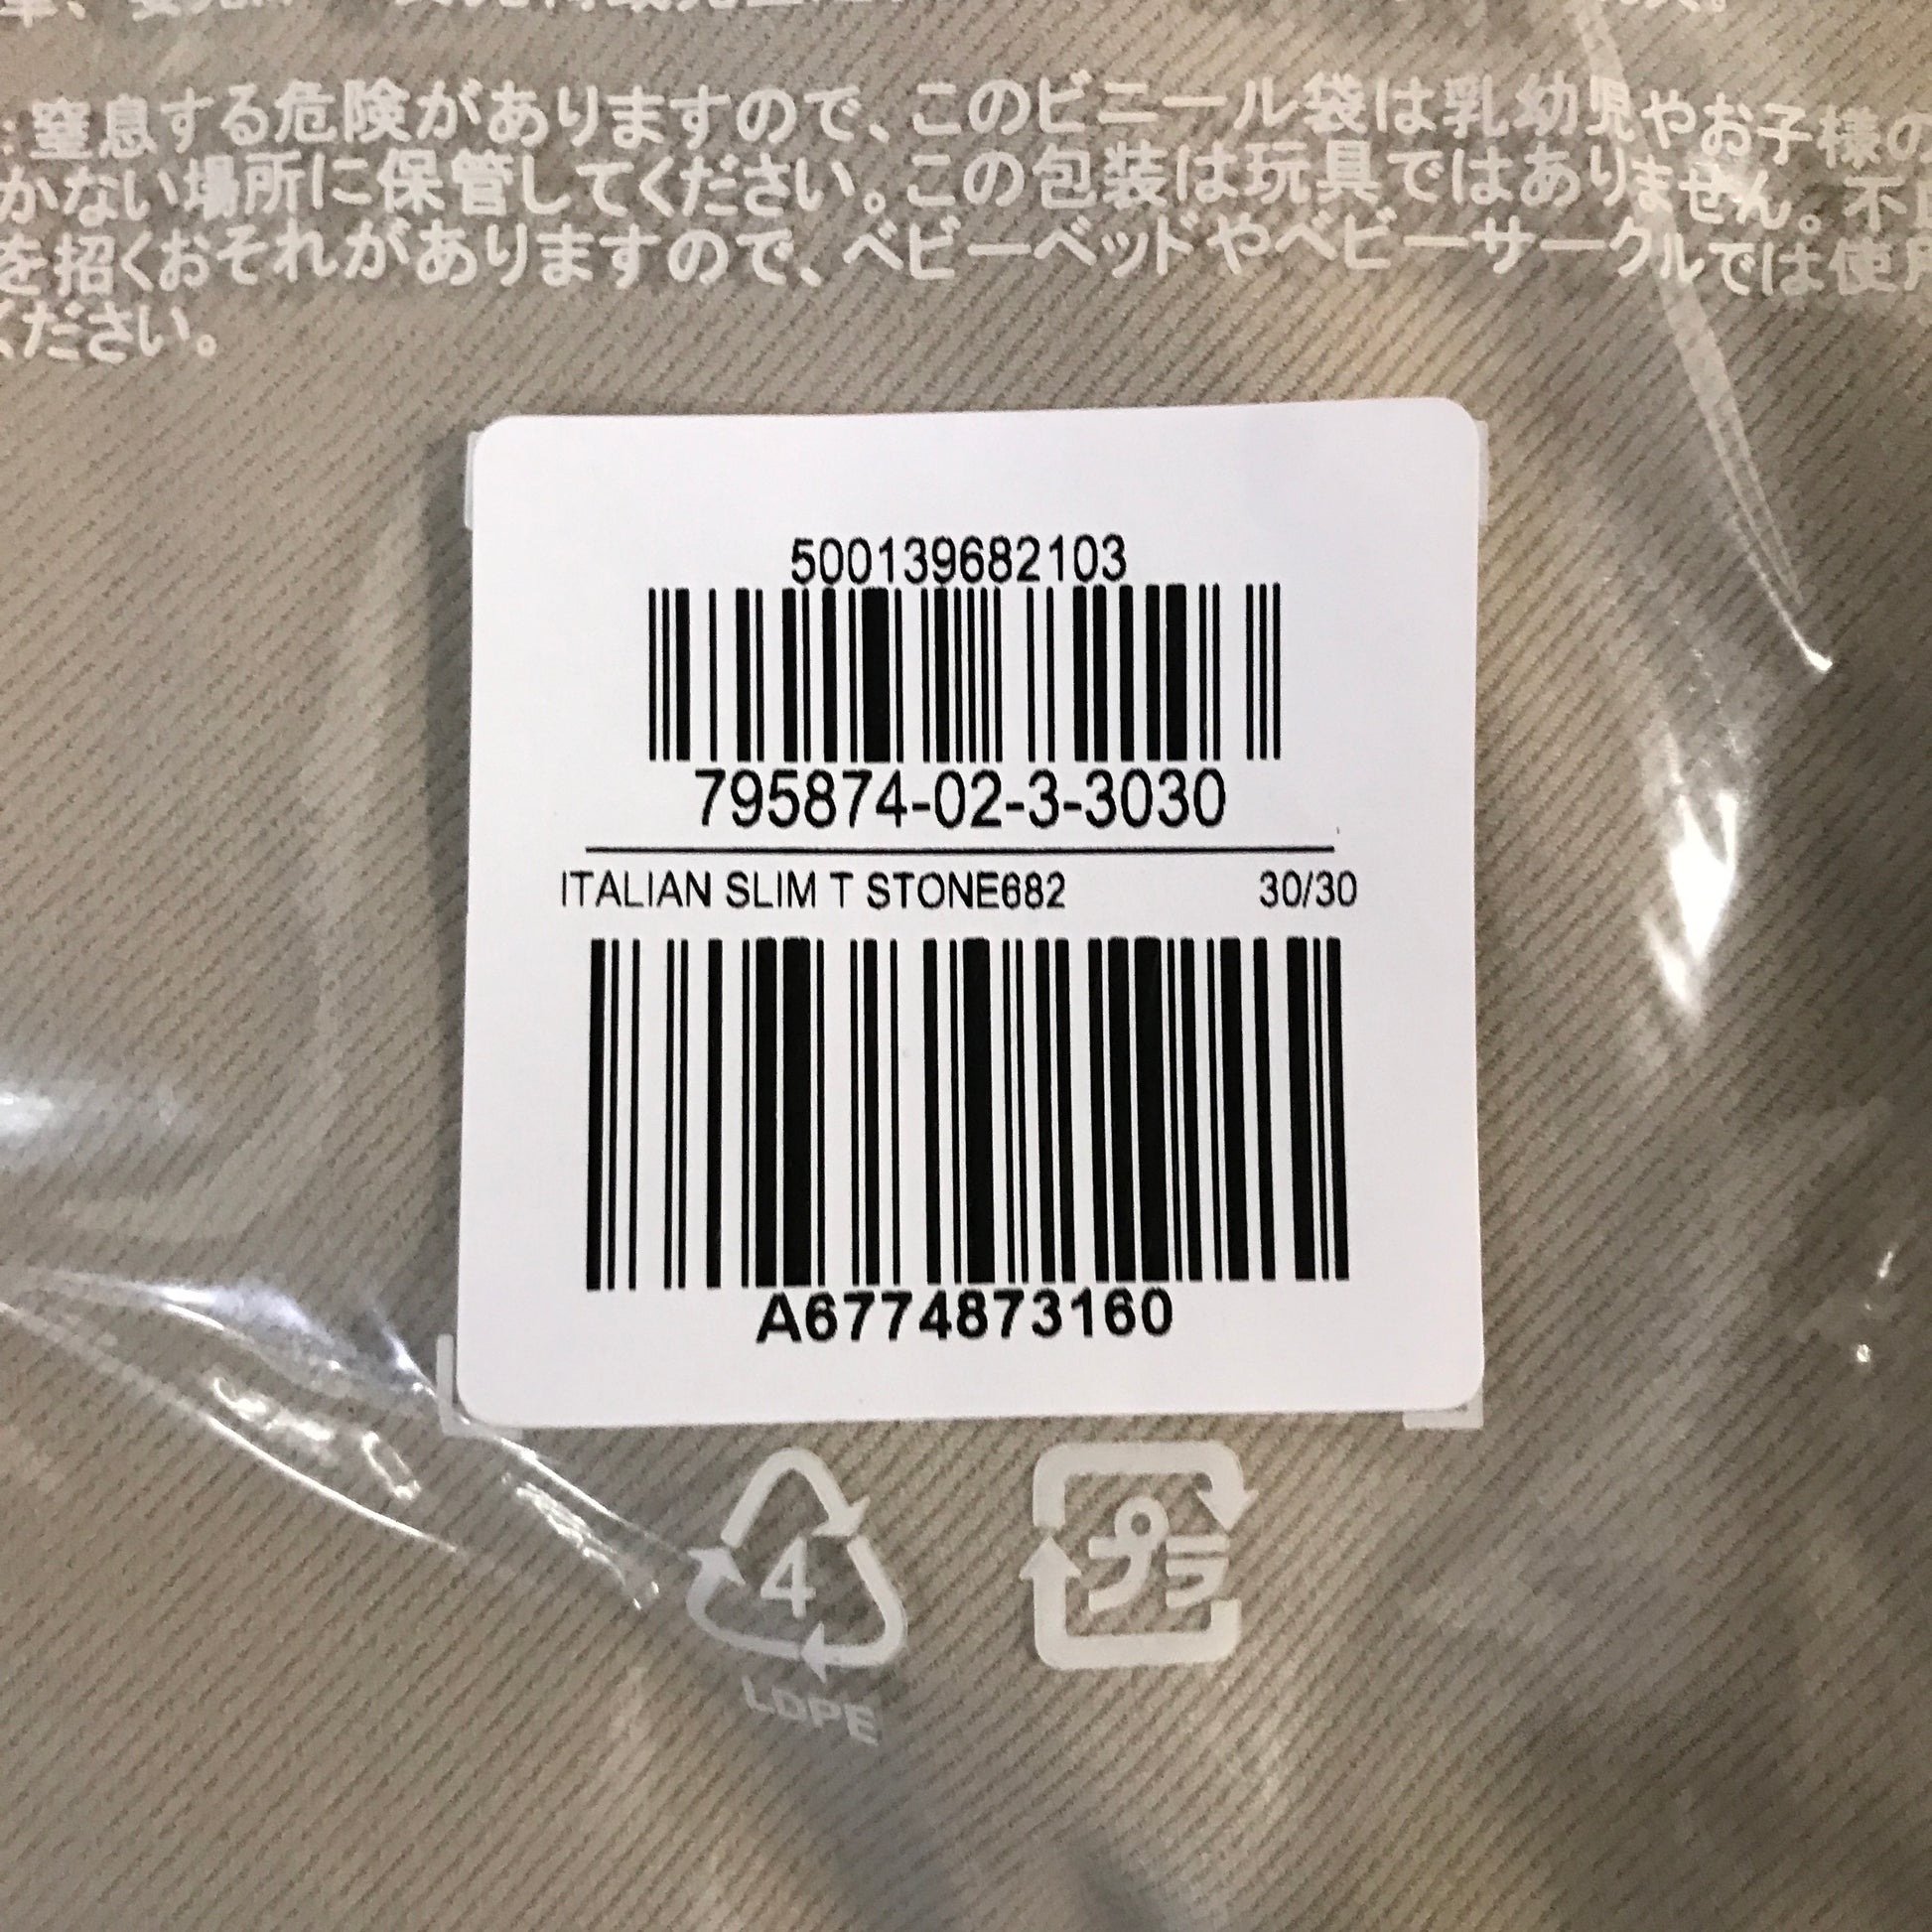 :窒息する危険がありますので、このビニール袋は乳幼児やお子様の
かない場所に保管してください。この包装は玩具ではありません。不
を招くおそれがありますので、ベビーベッドやベビーサークルでは使用
ください。
500139682103
795874-02-3-3030
ITALIAN SLIM T STONE682 30/30
A6774873160
4
プラ
LDPE